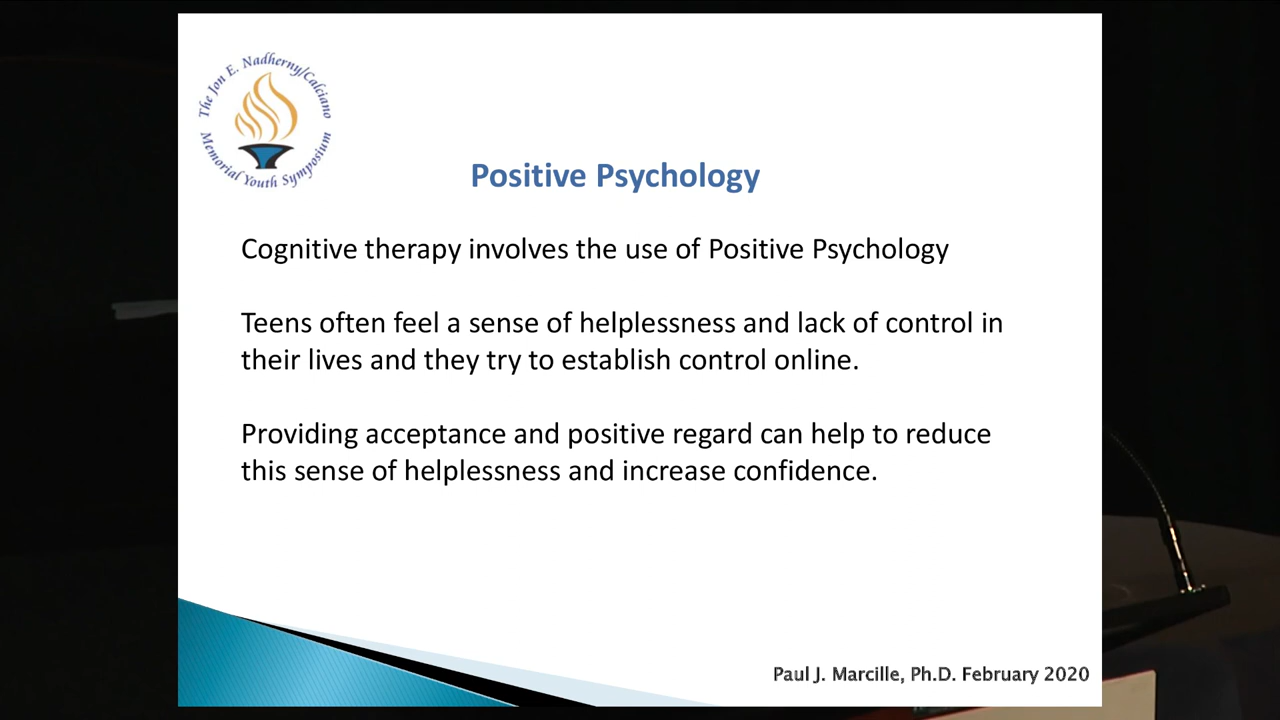 The Jon E. Nadherny/Calciano
Memorial Youth Symposium
Positive Psychology
Cognitive therapy involves the use of Positive Psychology
Teens often feel a sense of helplessness and lack of control in
their lives and they try to establish control online.
Providing acceptance and positive regard can help to reduce
this sense of helplessness and increase confidence.
Paul J. Marcille, Ph.D. February 2020